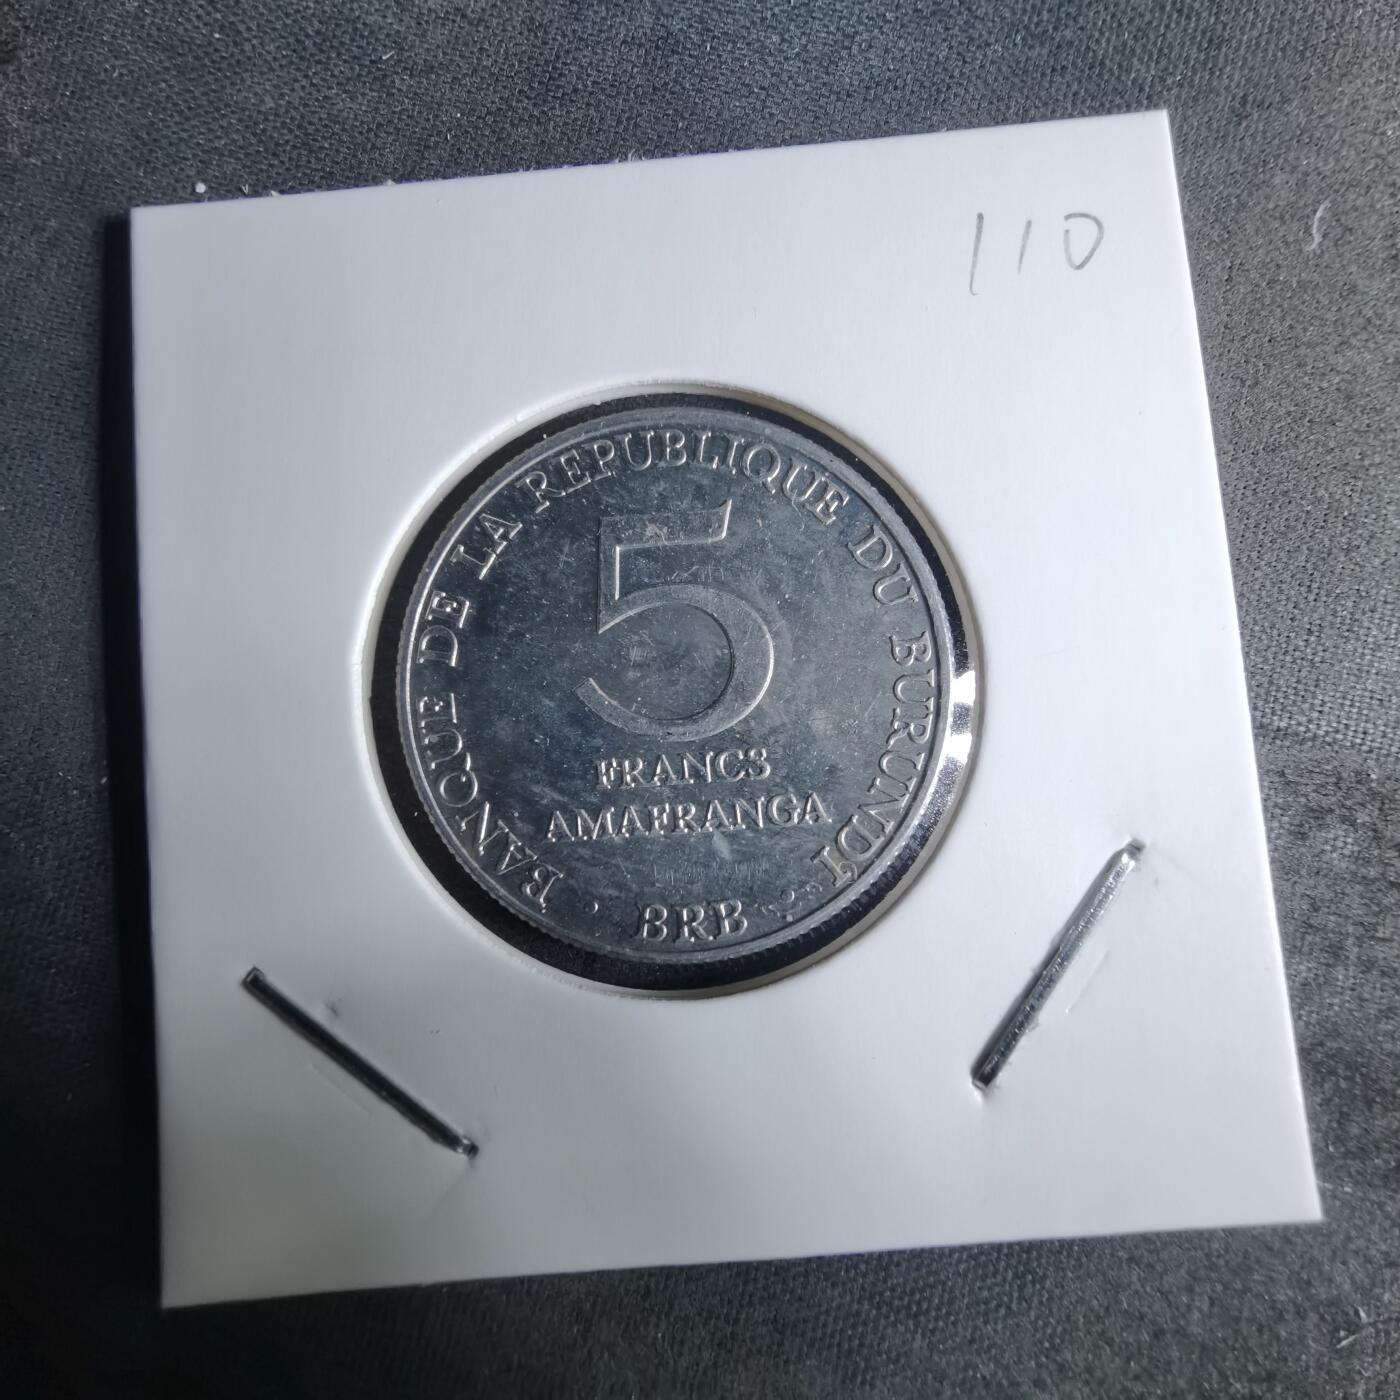 110
BANQUE DE LA REPUBLIQUE DU BURUNDI
5
FRANCS
AMAFRANGA
· BRB ·